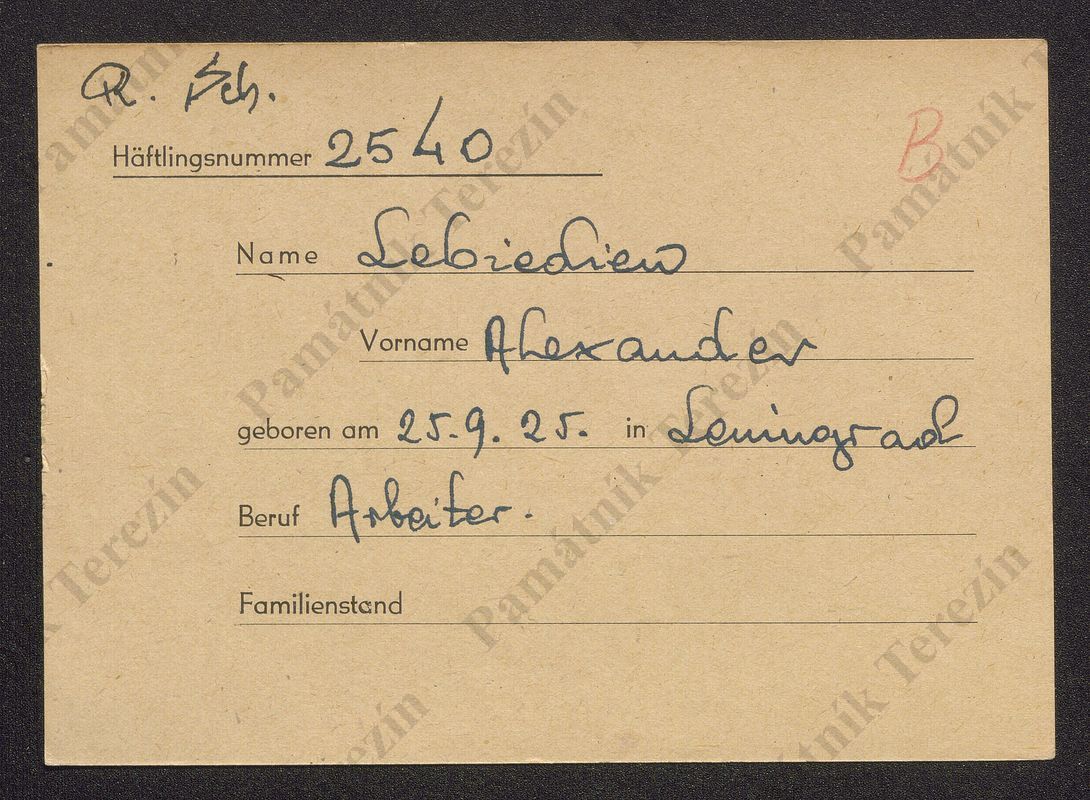 R. Sch.
B
Häftlingsnummer 2540
Name Lebiediew
Vorname Alexander
geboren am 25.9.25. in Leningrad
Beruf Arbeiter.
Familienstand
Památník Terezín